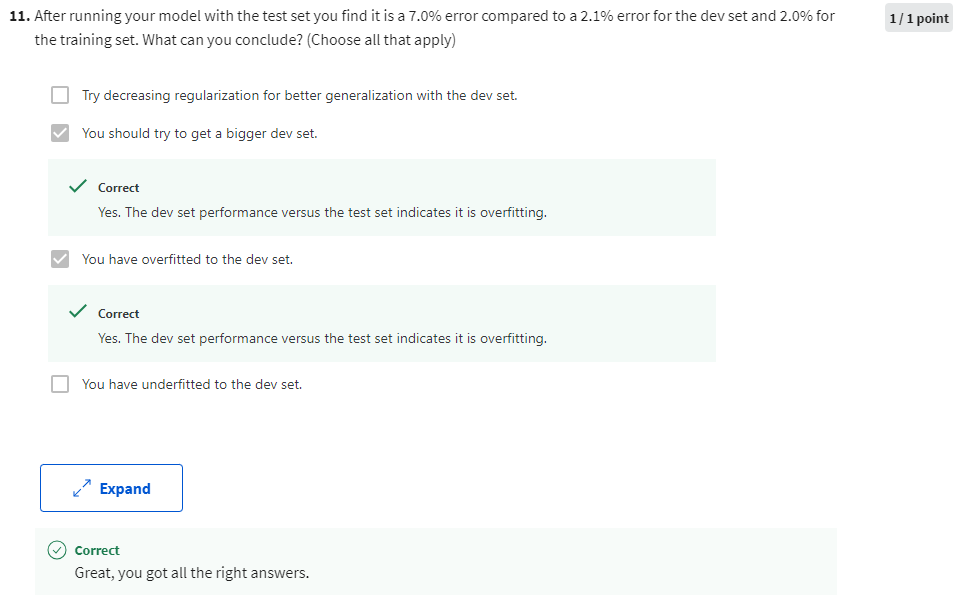 11. After running your model with the test set you find it is a 7.0% error compared to a 2.1% error for the dev set and 2.0% for
1 / 1 point
the training set. What can you conclude? (Choose all that apply)
Try decreasing regularization for better generalization with the dev set.
You should try to get a bigger dev set.
Correct
Yes. The dev set performance versus the test set indicates it is overfitting.
You have overfitted to the dev set.
Correct
Yes. The dev set performance versus the test set indicates it is overfitting.
You have underfitted to the dev set.
Expand
Correct
Great, you got all the right answers.